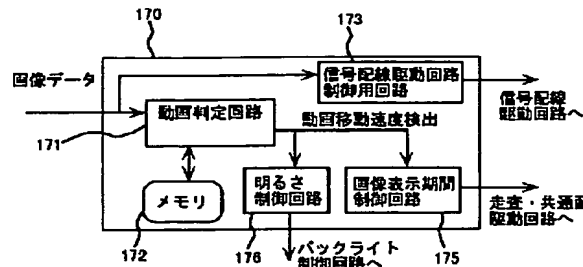 170
173
画像データ
信号配線駆動回路
制御用回路
信号配線
駆動回路へ
動画判定回路
171
動画移動速度検出
メモリ
172
明るさ
制御回路
176
画像表示期間
制御回路
175
走査・共通
駆動回路へ
バックライト
制御回路へ